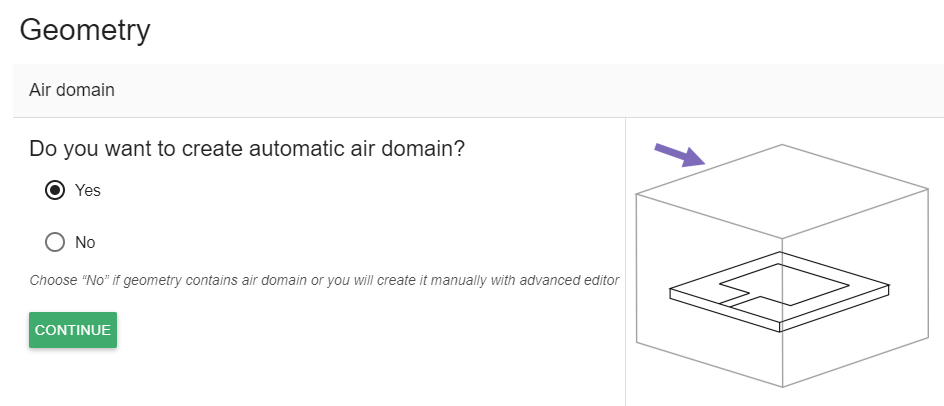 Geometry
Air domain
Do you want to create automatic air domain?
Yes
No
Choose “No” if geometry contains air domain or you will create it manually with advanced editor
CONTINUE